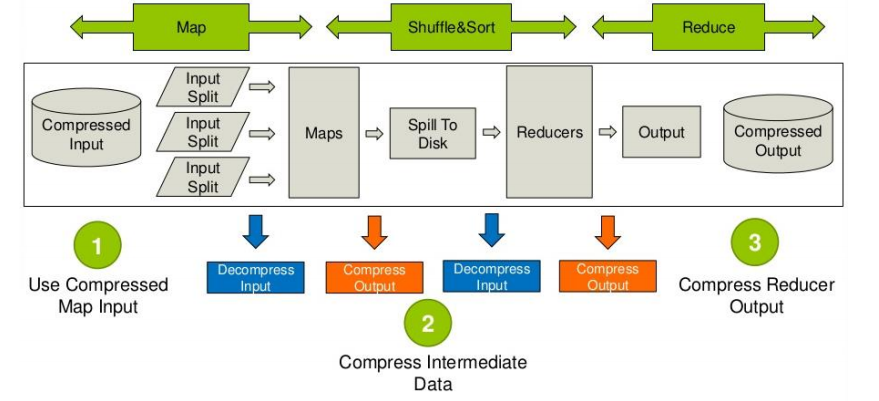 Map
Shuffle&Sort
Reduce
Compressed
Input
Input
Split
Input
Split
Input
Split
Maps
Spill To
Disk
Reducers
Output
Compressed
Output
1
Use Compressed
Map Input
Decompress
Input
Compress
Output
Decompress
Input
Compress
Output
2
Compress Intermediate
Data
3
Compress Reducer
Output